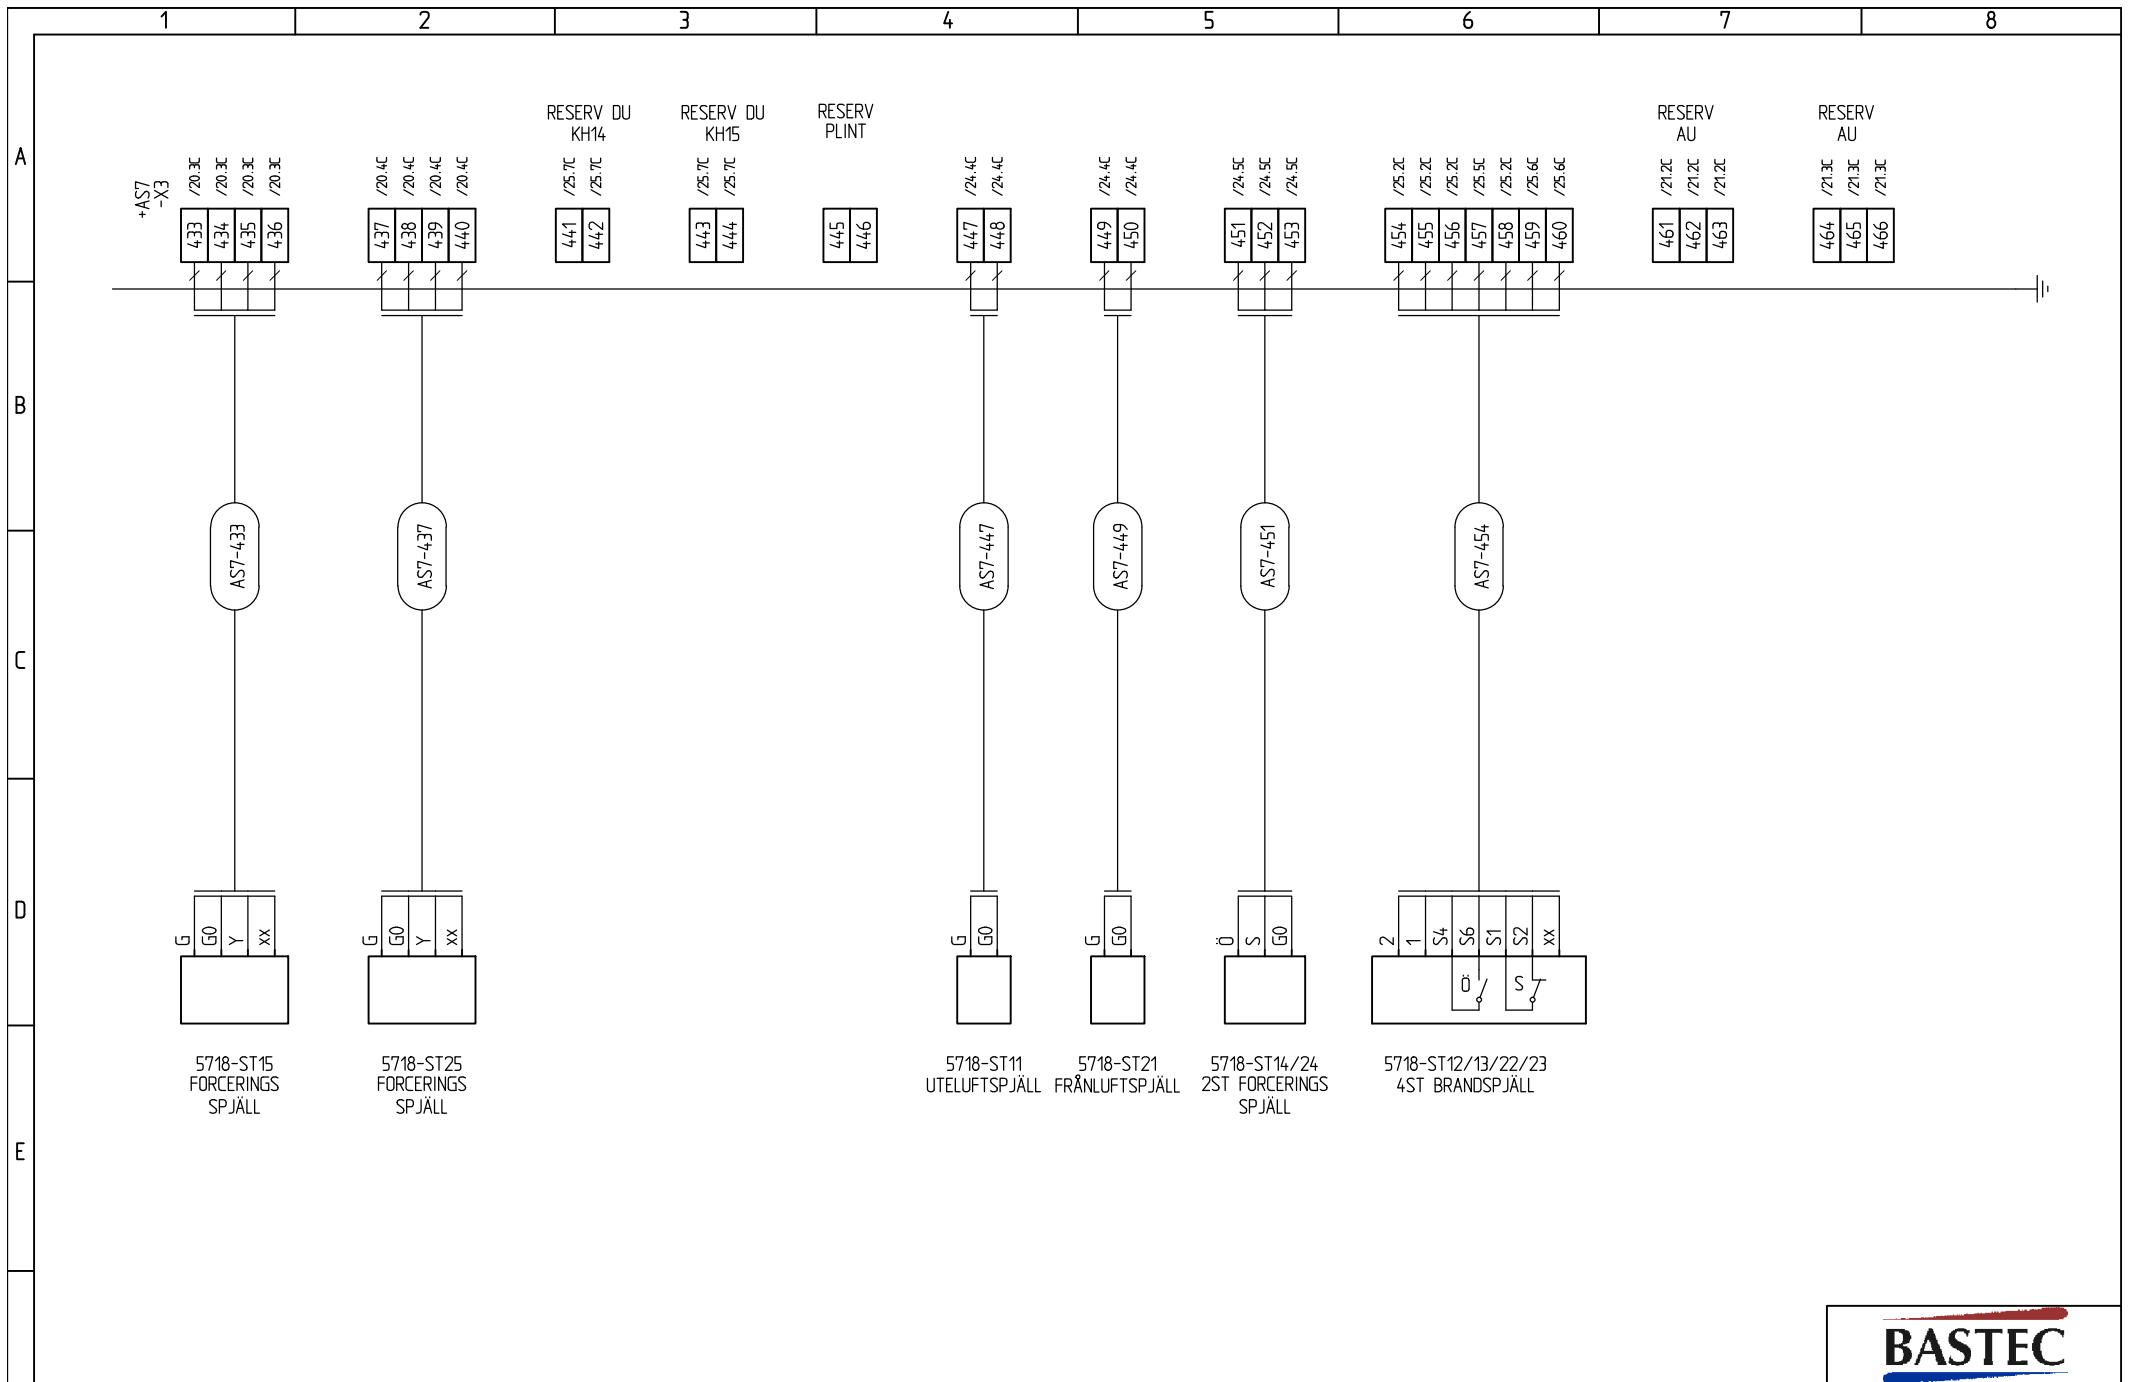 1 2 3 4 5 6 7 8
A
B
C
D
E
+AS7
-X3
/20.3C /20.3C /20.3C /20.3C
433 434 435 436
/20.4C /20.4C /20.4C /20.4C
437 438 439 440
RESERV DU
KH14
/25.7C /25.7C
441 442
RESERV DU
KH15
/25.7C /25.7C
443 444
RESERV
PLINT
445 446
/24.4C /24.4C
447 448
/24.4C /24.4C
449 450
/24.5C /24.5C /24.5C
451 452 453
/25.2C /25.2C /25.2C /25.5C /25.2C /25.6C /25.6C
454 455 456 457 458 459 460
RESERV
AU
/21.2C /21.2C /21.2C
461 462 463
RESERV
AU
/21.3C /21.3C /21.3C
464 465 466
AS7-433
AS7-437
AS7-447
AS7-449
AS7-451
AS7-454
G G0 Y xx
G G0 Y xx
G G0
G G0
Ö S G0
2 1 S4 S6 S1 S2 xx
Ö S
5718-ST15
FORCERINGS
SPJÄLL
5718-ST25
FORCERINGS
SPJÄLL
5718-ST11
UTELUFTSPJÄLL
5718-ST21
FRÅNLUFTSPJÄLL
5718-ST14/24
2ST FORCERINGS
SPJÄLL
5718-ST12/13/22/23
4ST BRANDSPJÄLL
BASTEC